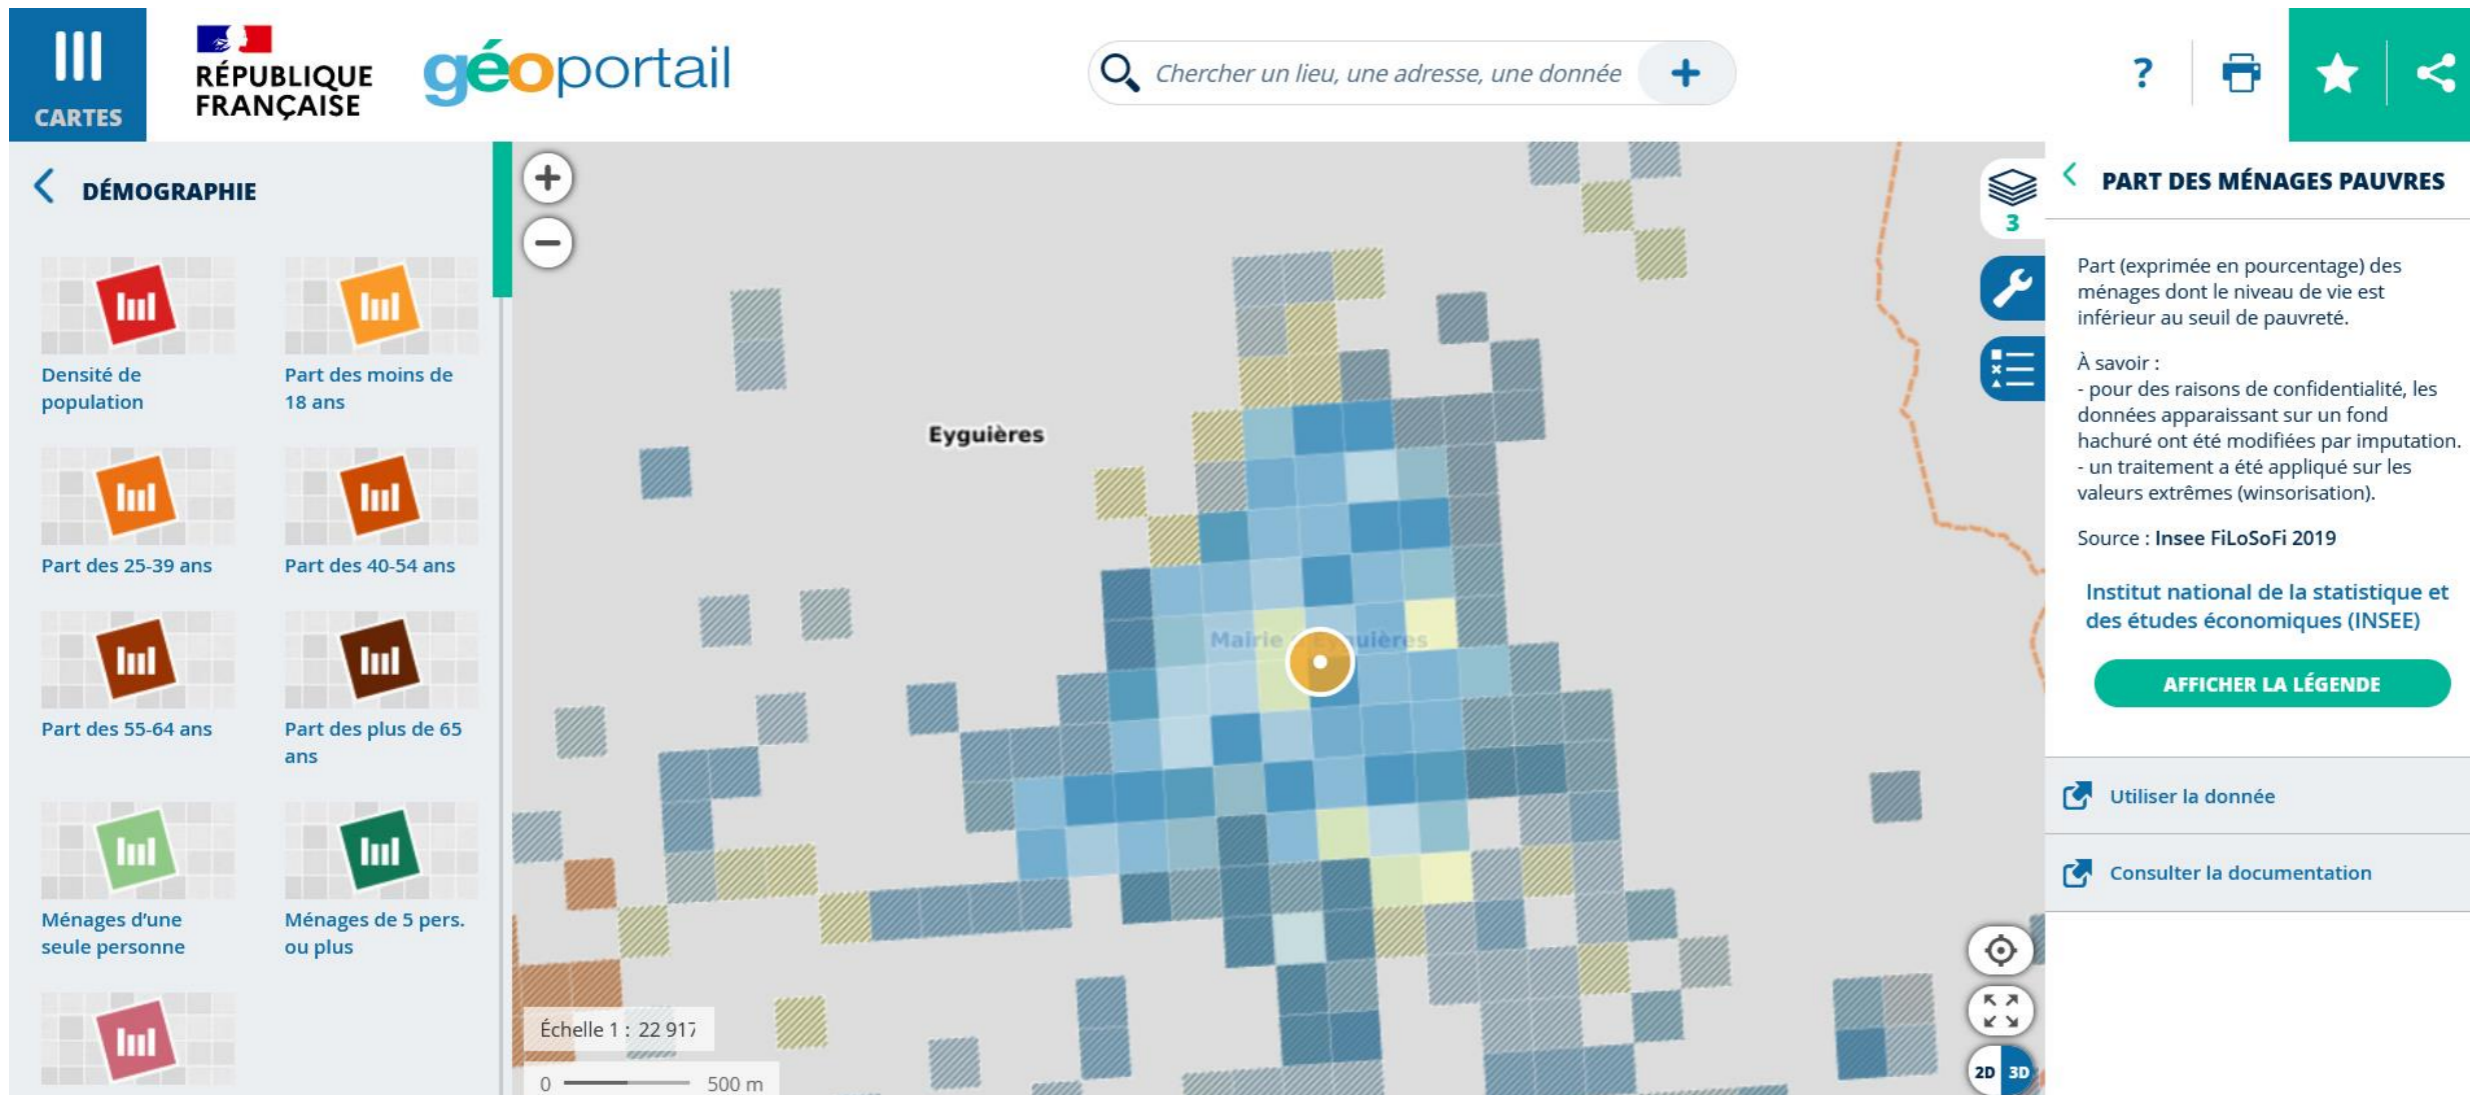 CARTES
RÉPUBLIQUE
FRANÇAISE
géoportail
Chercher un lieu, une adresse, une donnée
+
?
DÉMOGRAPHIE
Densité de
population
Part des moins de
18 ans
Part des 25-39 ans
Part des 40-54 ans
Part des 55-64 ans
Part des plus de 65
ans
Ménages d'une
seule personne
Ménages de 5 pers.
ou plus
Eyguières
Mairie
Échelle 1 : 22 917
0
500 m
3
2D 3D
PART DES MÉNAGES PAUVRES
Part (exprimée en pourcentage) des
ménages dont le niveau de vie est
inférieur au seuil de pauvreté.
À savoir :
- pour des raisons de confidentialité, les
données apparaissant sur un fond
hachuré ont été modifiées par imputation.
- un traitement a été appliqué sur les
valeurs extrêmes (winsorisation).
Source : Insee FiLoSoFi 2019
Institut national de la statistique et
des études économiques (INSEE)
AFFICHER LA LÉGENDE
Utiliser la donnée
Consulter la documentation